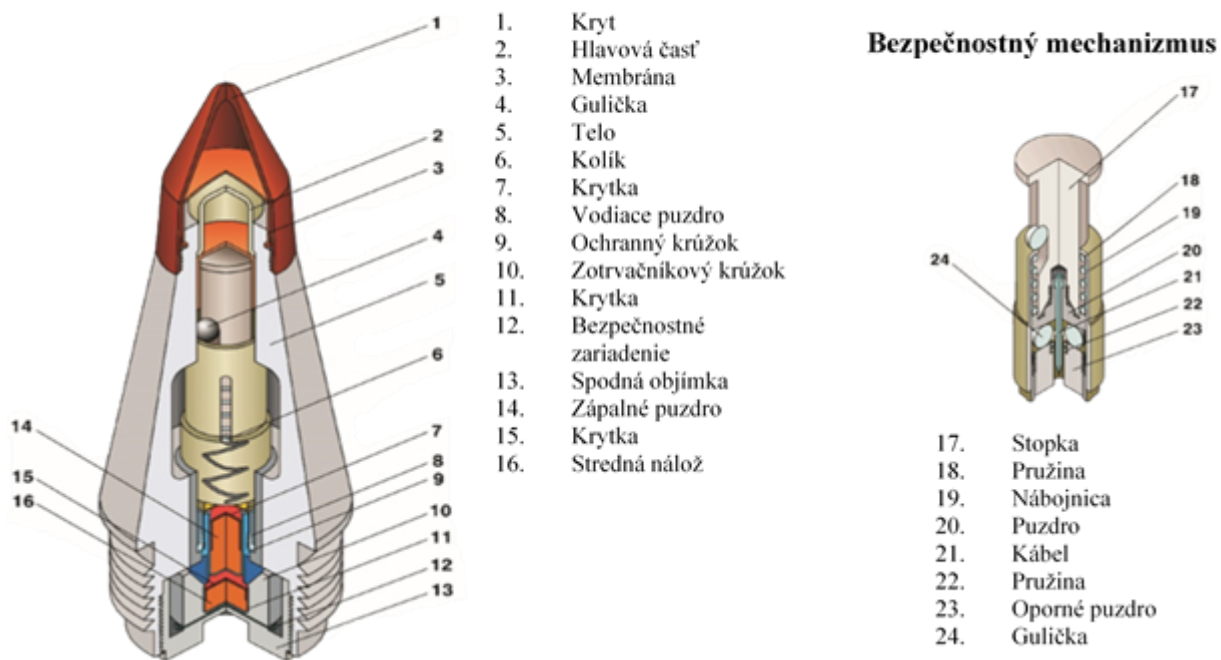 1
2
3
4
5
6
14
15
16
7
8
9
10
11
12
13
1. Kryt
2. Hlavová časť
3. Membrána
4. Gulička
5. Telo
6. Kolík
7. Krytka
8. Vodiace puzdro
9. Ochranný krúžok
10. Zotrvačníkový krúžok
11. Krytka
12. Bezpečnostné
zariadenie
13. Spodná objímka
14. Zápalné puzdro
15. Krytka
16. Stredná nálož
Bezpečnostný mechanizmus
17
18
19
20
24
21
22
23
17. Stopka
18. Pružina
19. Nábojnica
20. Puzdro
21. Kábel
22. Pružina
23. Oporné puzdro
24. Gulička